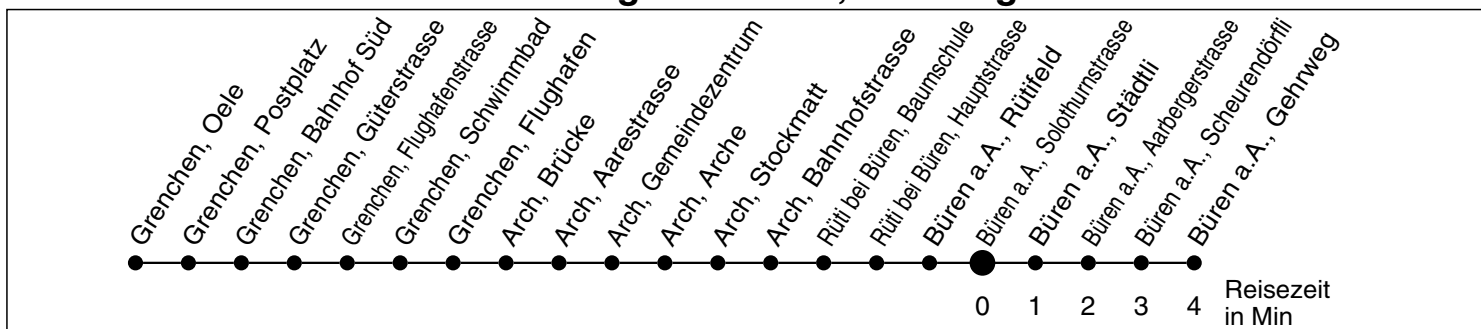 Grenchen, Oele
Grenchen, Postplatz
Grenchen, Bahnhof Süd
Grenchen, Güterstrasse
Grenchen, Flughafenstrasse
Grenchen, Schwimmbad
Grenchen, Flughafen
Arch, Brücke
Arch, Aarestrasse
Arch, Gemeindezentrum
Arch, Arche
Arch, Stockmatt
Arch, Bahnhofstrasse
Rüti bei Büren, Baumschule
Rüti bei Büren, Hauptstrasse
Büren a.A., Rütifeld
Büren a.A., Solothurnstrasse
Büren a.A., Städtli
Büren a.A., Aarbergerstrasse
Büren a.A., Scheurendörfli
Büren a.A., Gehrweg
0 1 2 3 4 Reisezeit
in Min